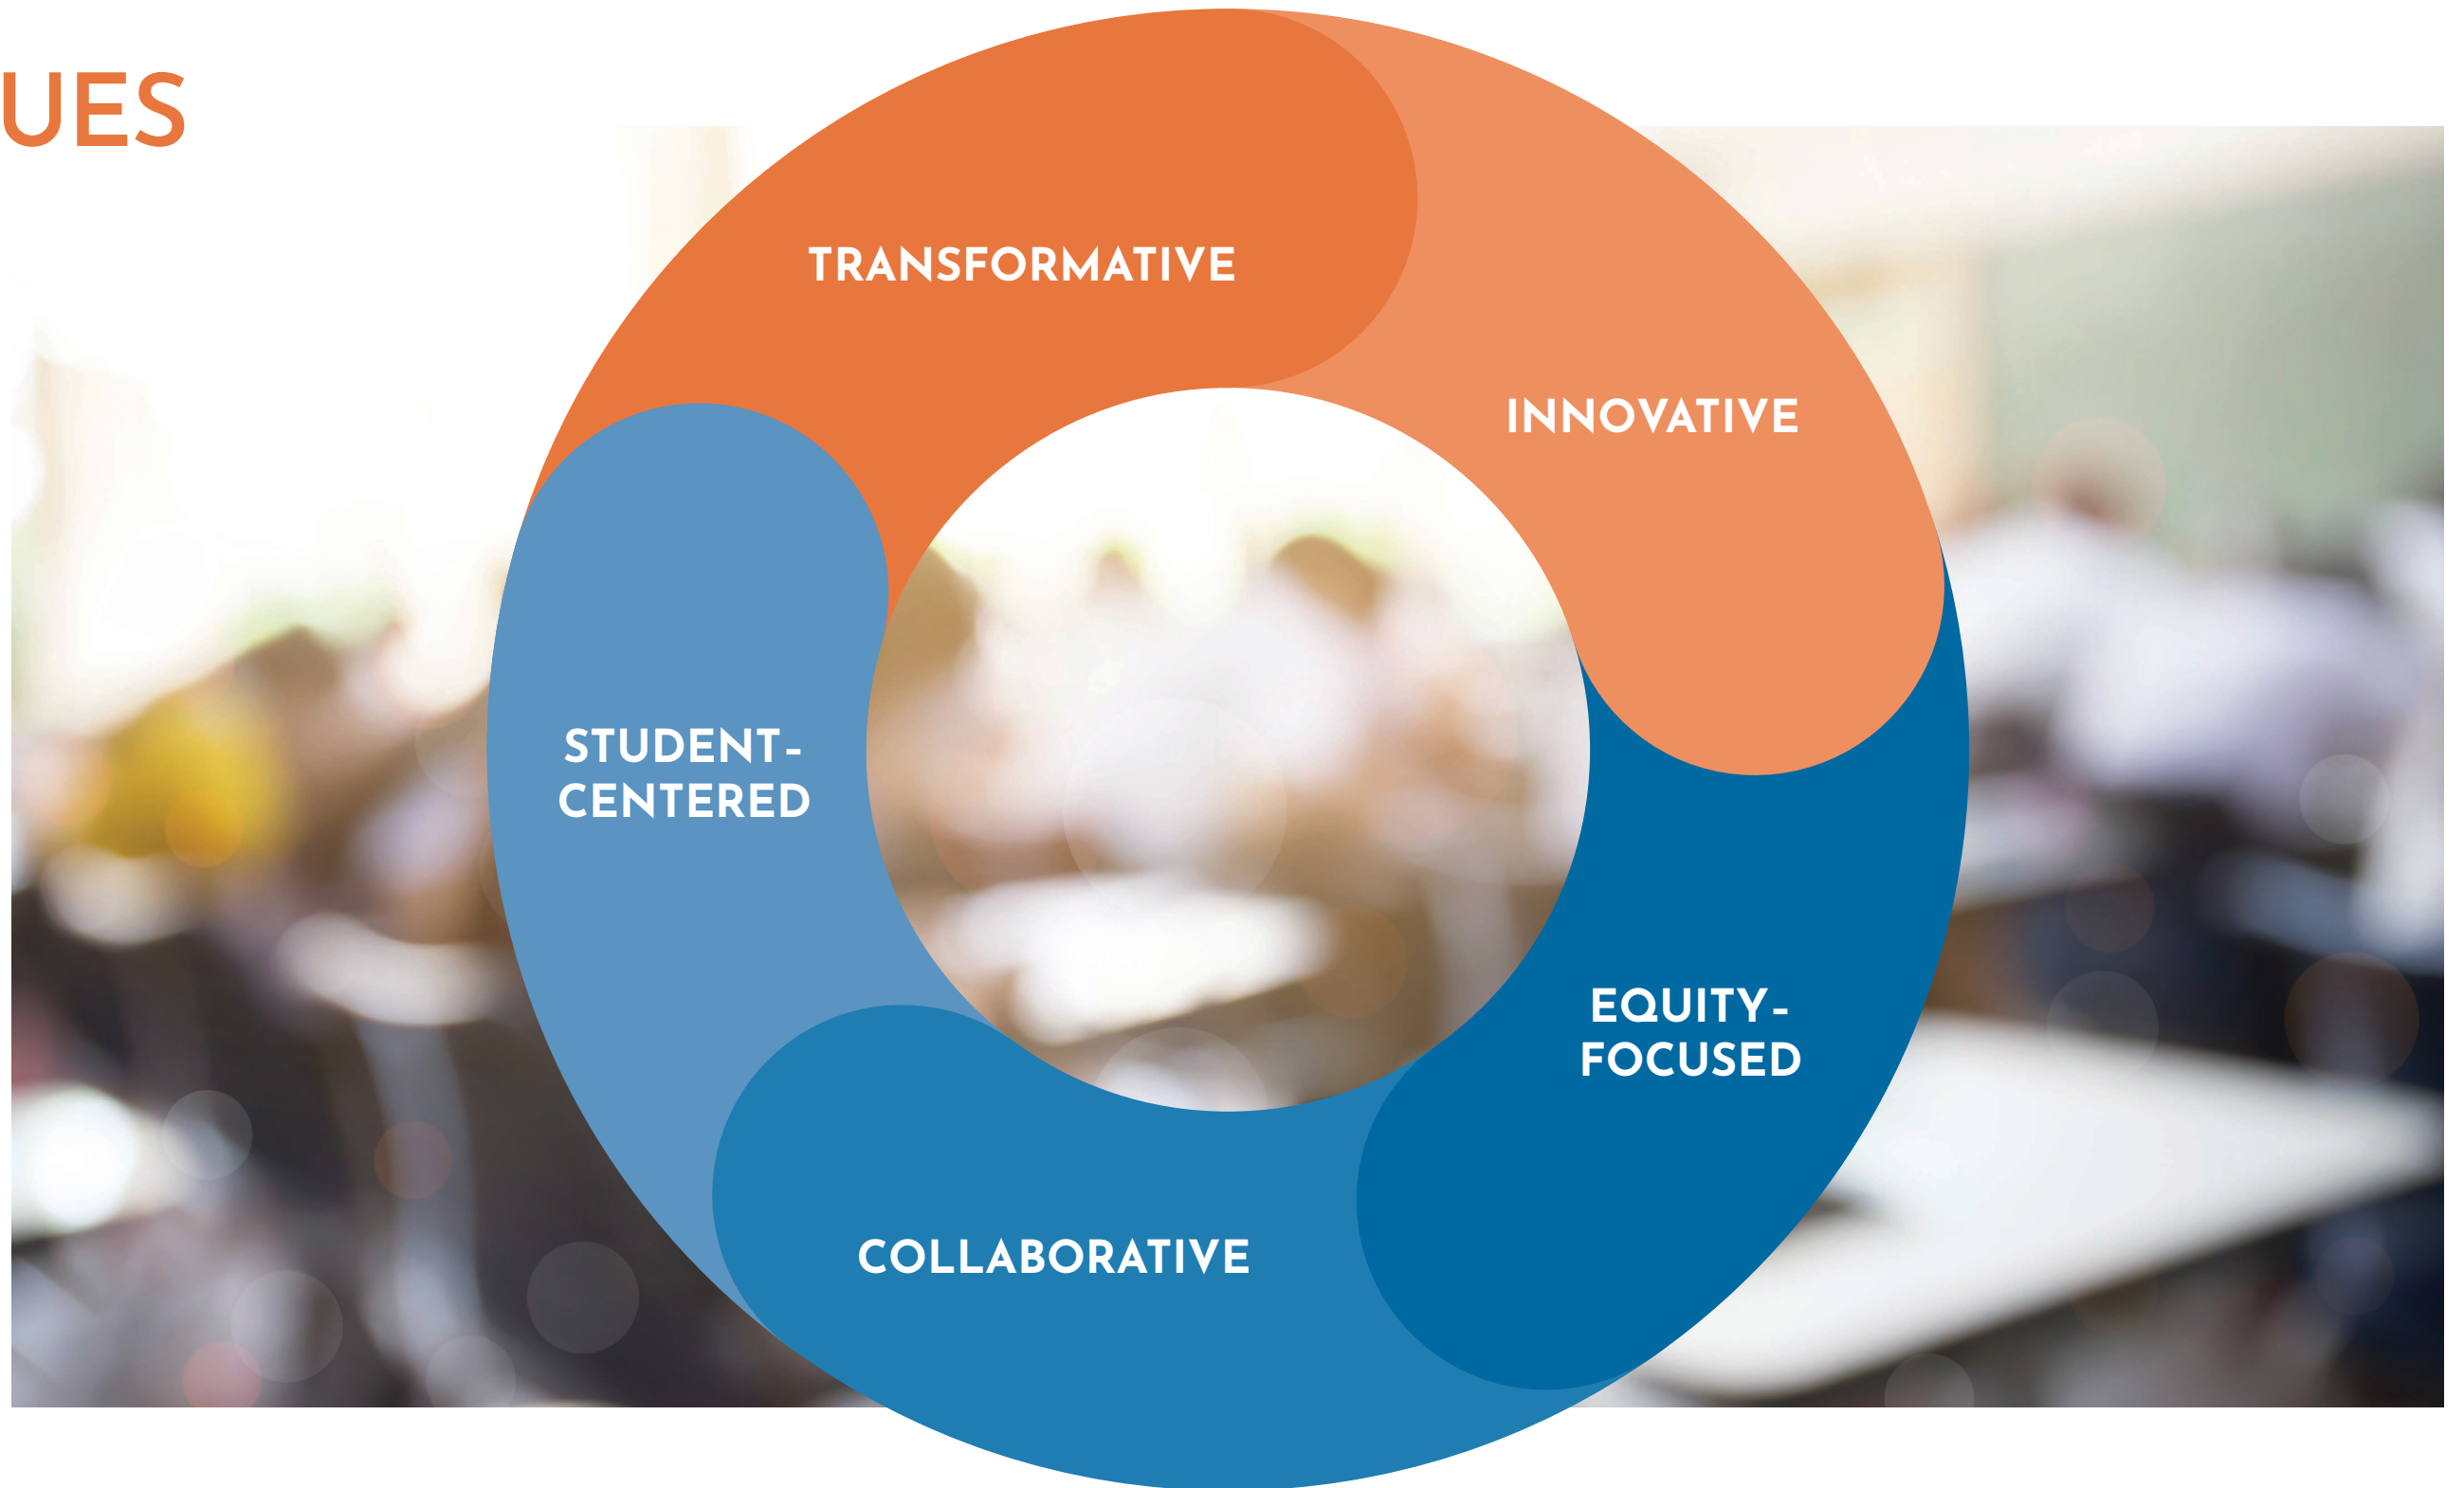 UES
TRANSFORMATIVE
INNOVATIVE
STUDENT-
CENTERED
EQUITY-
FOCUSED
COLLABORATIVE